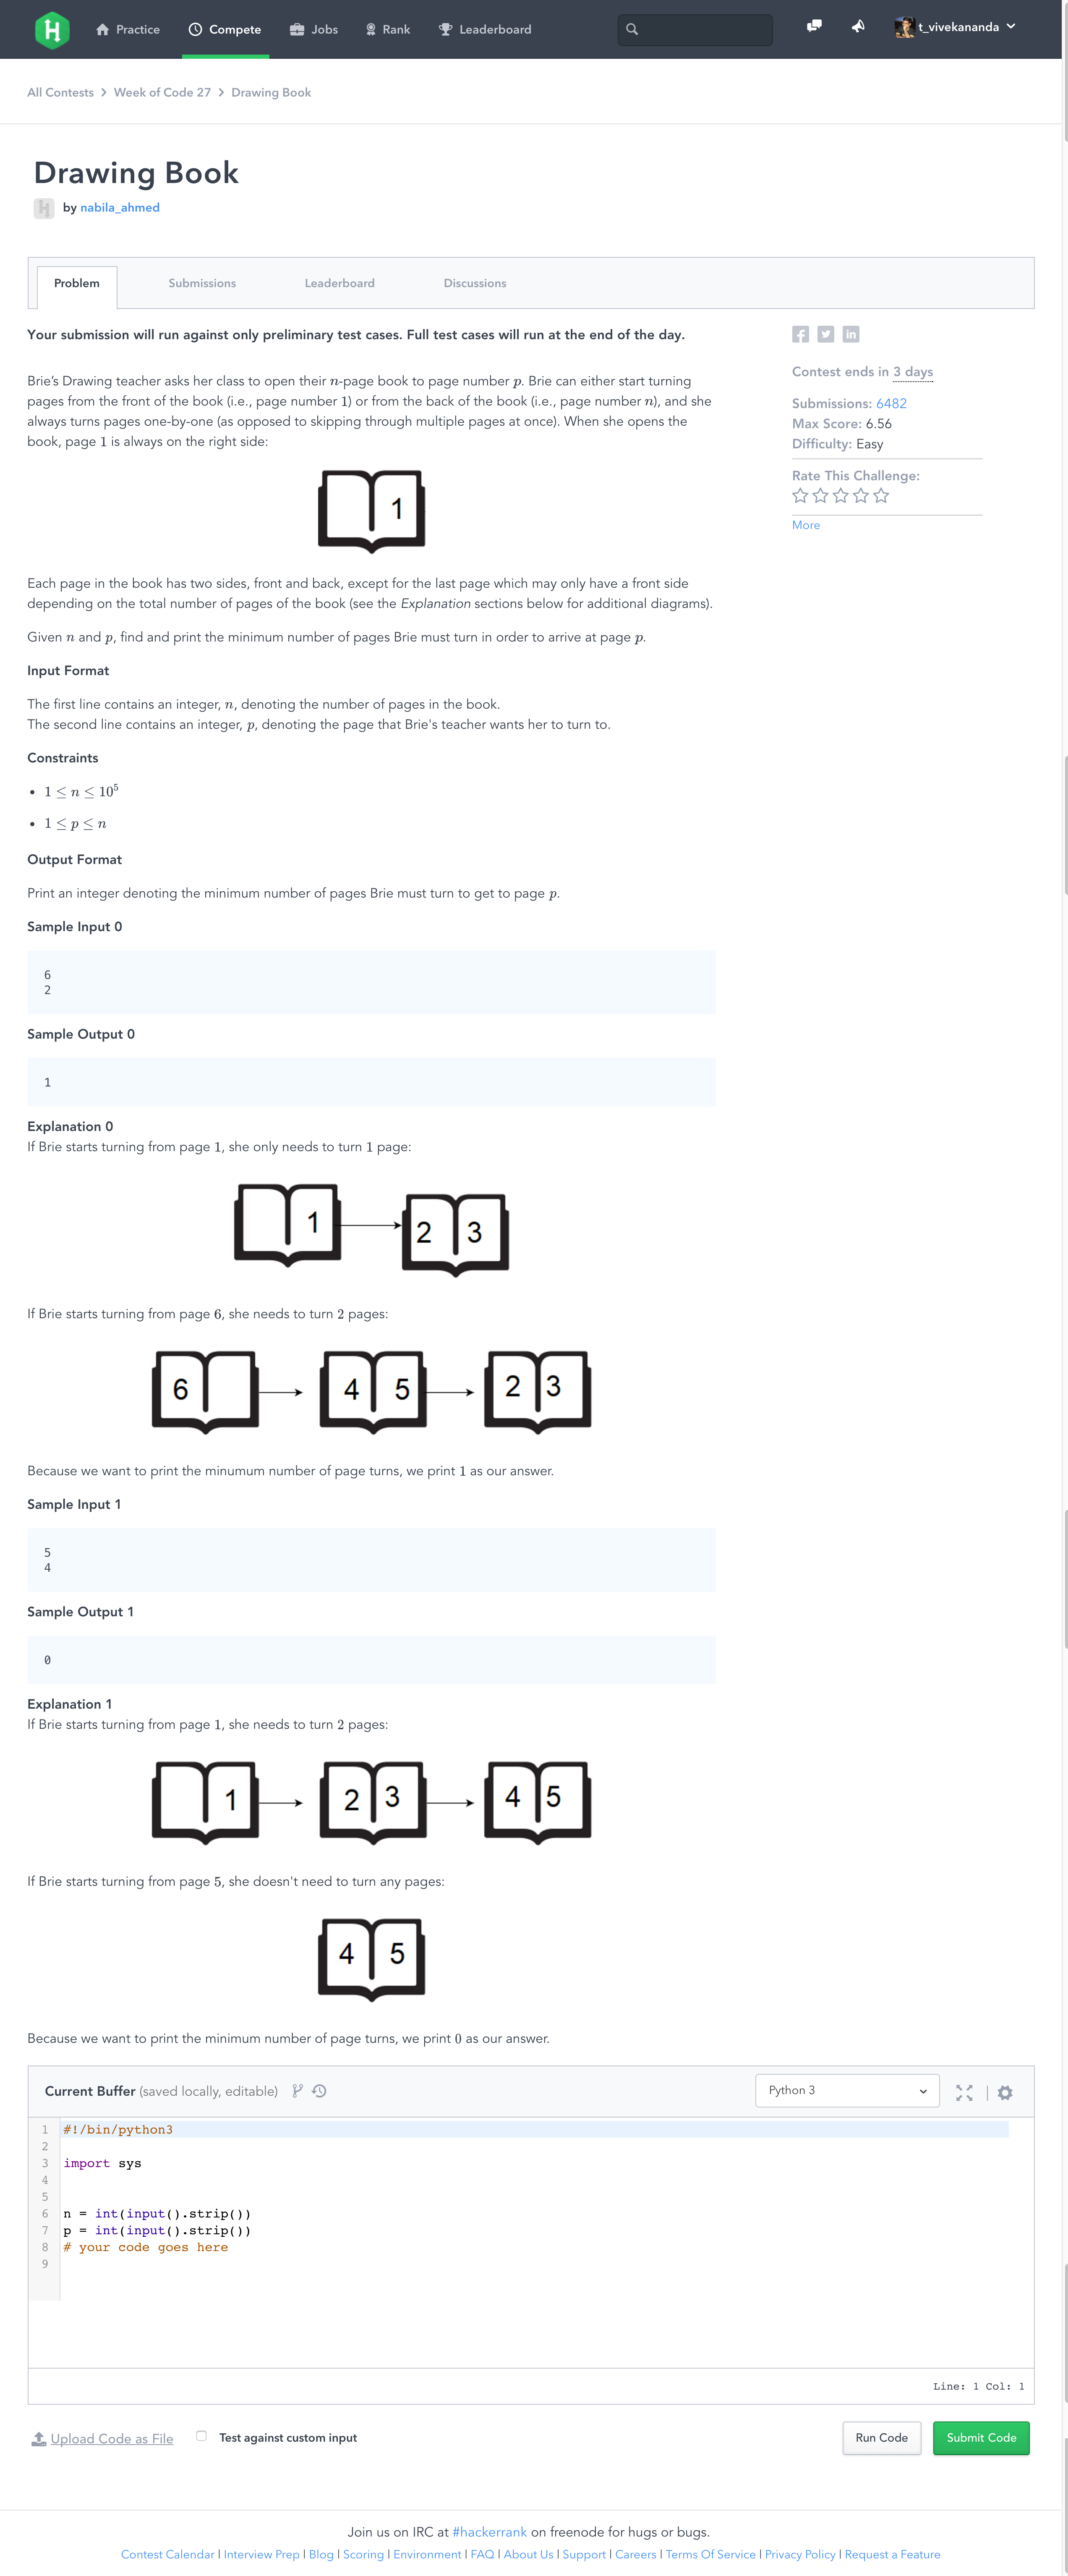 H Practice Compete Jobs Rank Leaderboard t_vivekananda
All Contests > Week of Code 27 > Drawing Book
Drawing Book
H by nabila_ahmed
Problem Submissions Leaderboard Discussions
Your submission will run against only preliminary test cases. Full test cases will run at the end of the day.
Brie’s Drawing teacher asks her class to open their n-page book to page number p. Brie can either start turning
pages from the front of the book (i.e., page number 1) or from the back of the book (i.e., page number n), and she
always turns pages one-by-one (as opposed to skipping through multiple pages at once). When she opens the
book, page 1 is always on the right side:
1
Each page in the book has two sides, front and back, except for the last page which may only have a front side
depending on the total number of pages of the book (see the Explanation sections below for additional diagrams).
Given n and p, find and print the minimum number of pages Brie must turn in order to arrive at page p.
Input Format
The first line contains an integer, n, denoting the number of pages in the book.
The second line contains an integer, p, denoting the page that Brie's teacher wants her to turn to.
Constraints
• 1 ≤ n ≤ 10⁵
• 1 ≤ p ≤ n
Output Format
Print an integer denoting the minimum number of pages Brie must turn to get to page p.
Sample Input 0
6
2
Sample Output 0
1
Explanation 0
If Brie starts turning from page 1, she only needs to turn 1 page:
1 2 3
If Brie starts turning from page 6, she needs to turn 2 pages:
6 4 5 2 3
Because we want to print the minumum number of page turns, we print 1 as our answer.
Sample Input 1
5
4
Sample Output 1
0
Explanation 1
If Brie starts turning from page 1, she needs to turn 2 pages:
1 2 3 4 5
If Brie starts turning from page 5, she doesn't need to turn any pages:
4 5
Because we want to print the minimum number of page turns, we print 0 as our answer.
f in
Contest ends in 3 days
Submissions: 6482
Max Score: 6.56
Difficulty: Easy
Rate This Challenge:
More
Current Buffer (saved locally, editable) Python 3
1 #!/bin/python3
2
3 import sys
4
5
6 n = int(input().strip())
7 p = int(input().strip())
8 # your code goes here
9
Line: 1 Col: 1
Upload Code as File Test against custom input Run Code Submit Code
Join us on IRC at #hackerrank on freenode for hugs or bugs.
Contest Calendar | Interview Prep | Blog | Scoring | Environment | FAQ | About Us | Support | Careers | Terms Of Service | Privacy Policy | Request a Feature